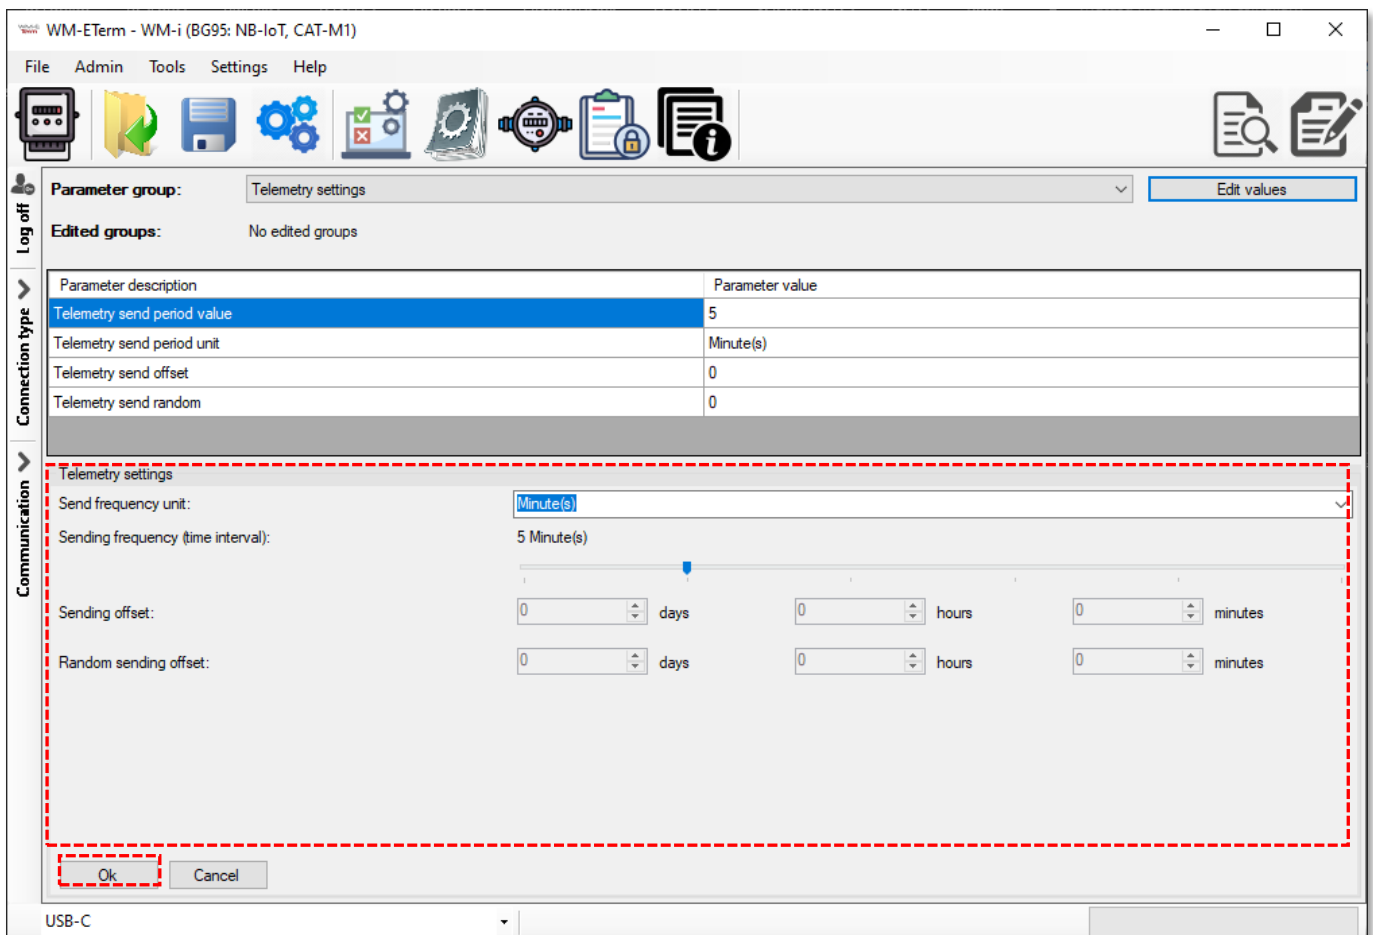 WM-ETerm - WM-i (BG95: NB-IoT, CAT-M1)
File Admin Tools Settings Help
Log off
Connection type
Communication
Parameter group: Telemetry settings Edit values
Edited groups: No edited groups
Parameter description Parameter value
Telemetry send period value 5
Telemetry send period unit Minute(s)
Telemetry send offset 0
Telemetry send random 0
Telemetry settings
Send frequency unit: Minute(s)
Sending frequency (time interval): 5 Minute(s)
Sending offset: 0 days 0 hours 0 minutes
Random sending offset: 0 days 0 hours 0 minutes
Ok Cancel
USB-C